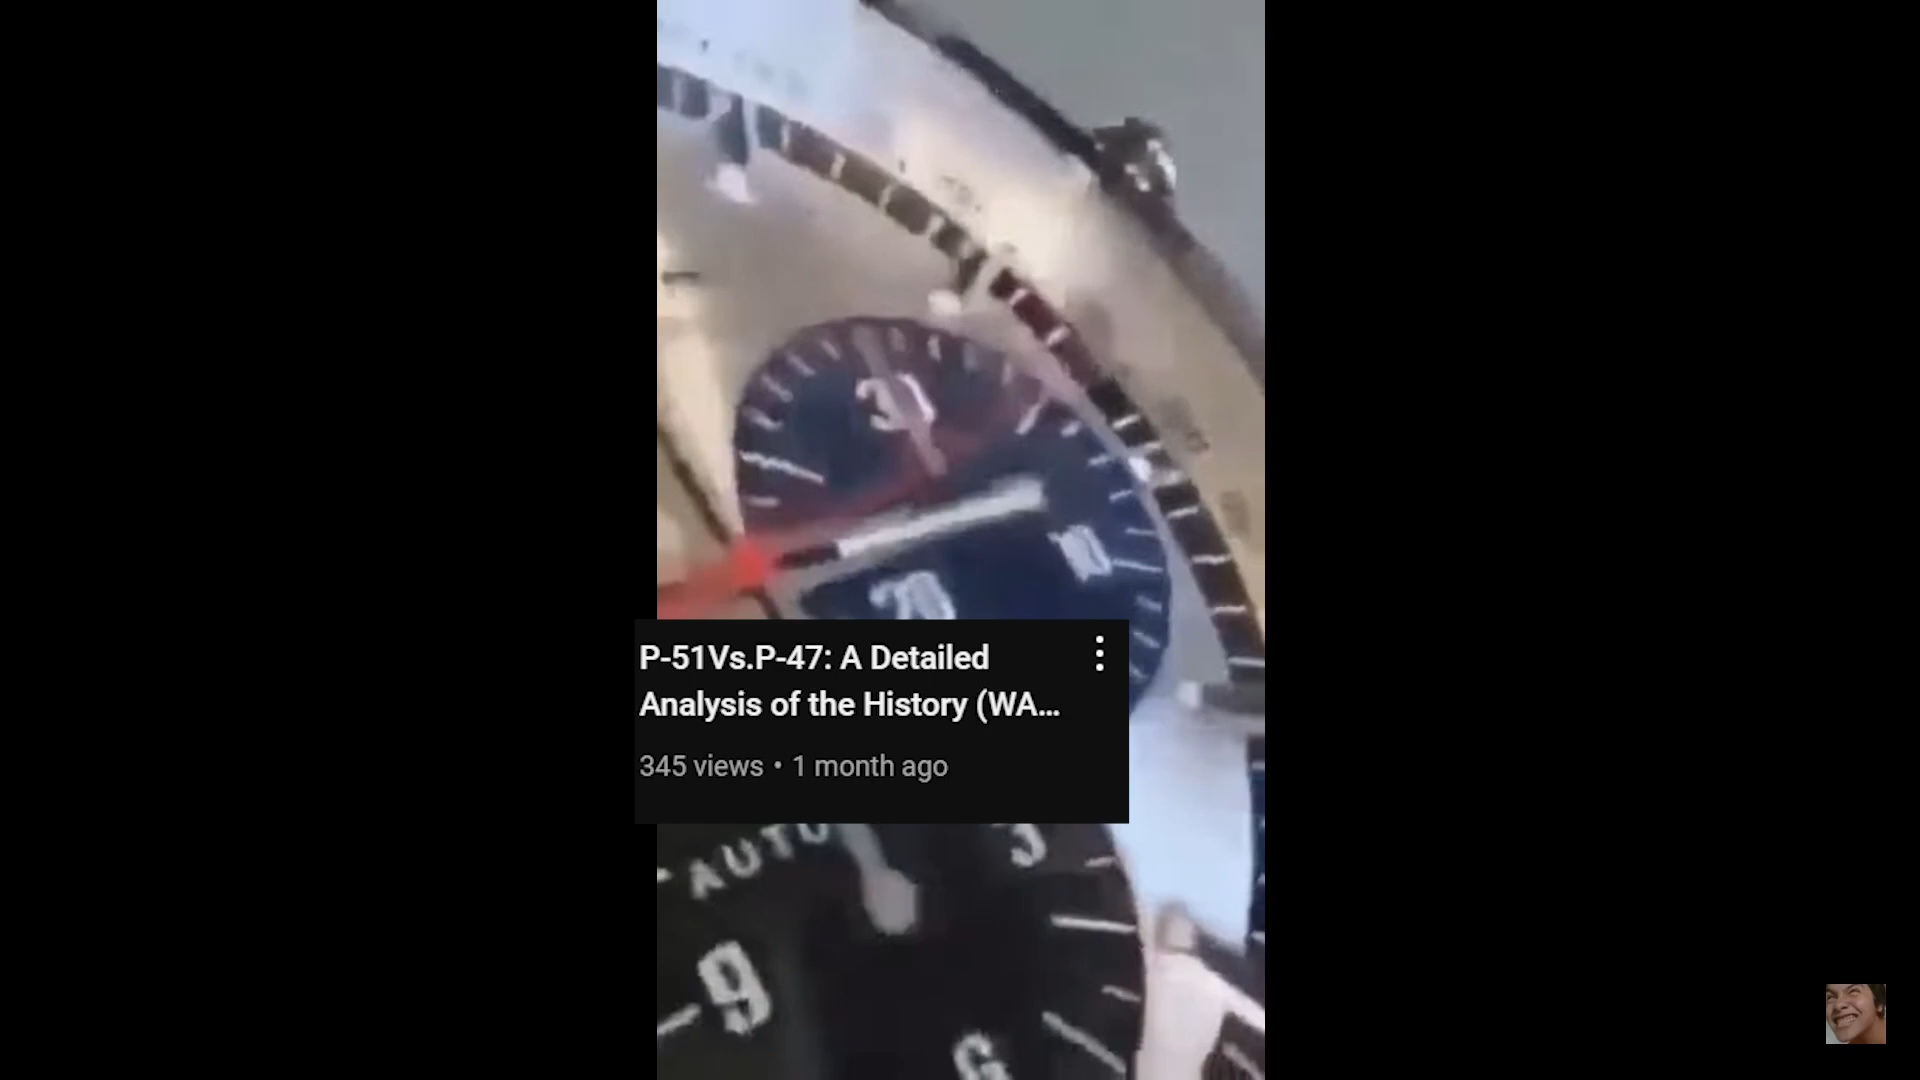 30
10
20
P-51Vs.P-47: A Detailed
Analysis of the History (WA...
345 views • 1 month ago
AUTO
3
9
6